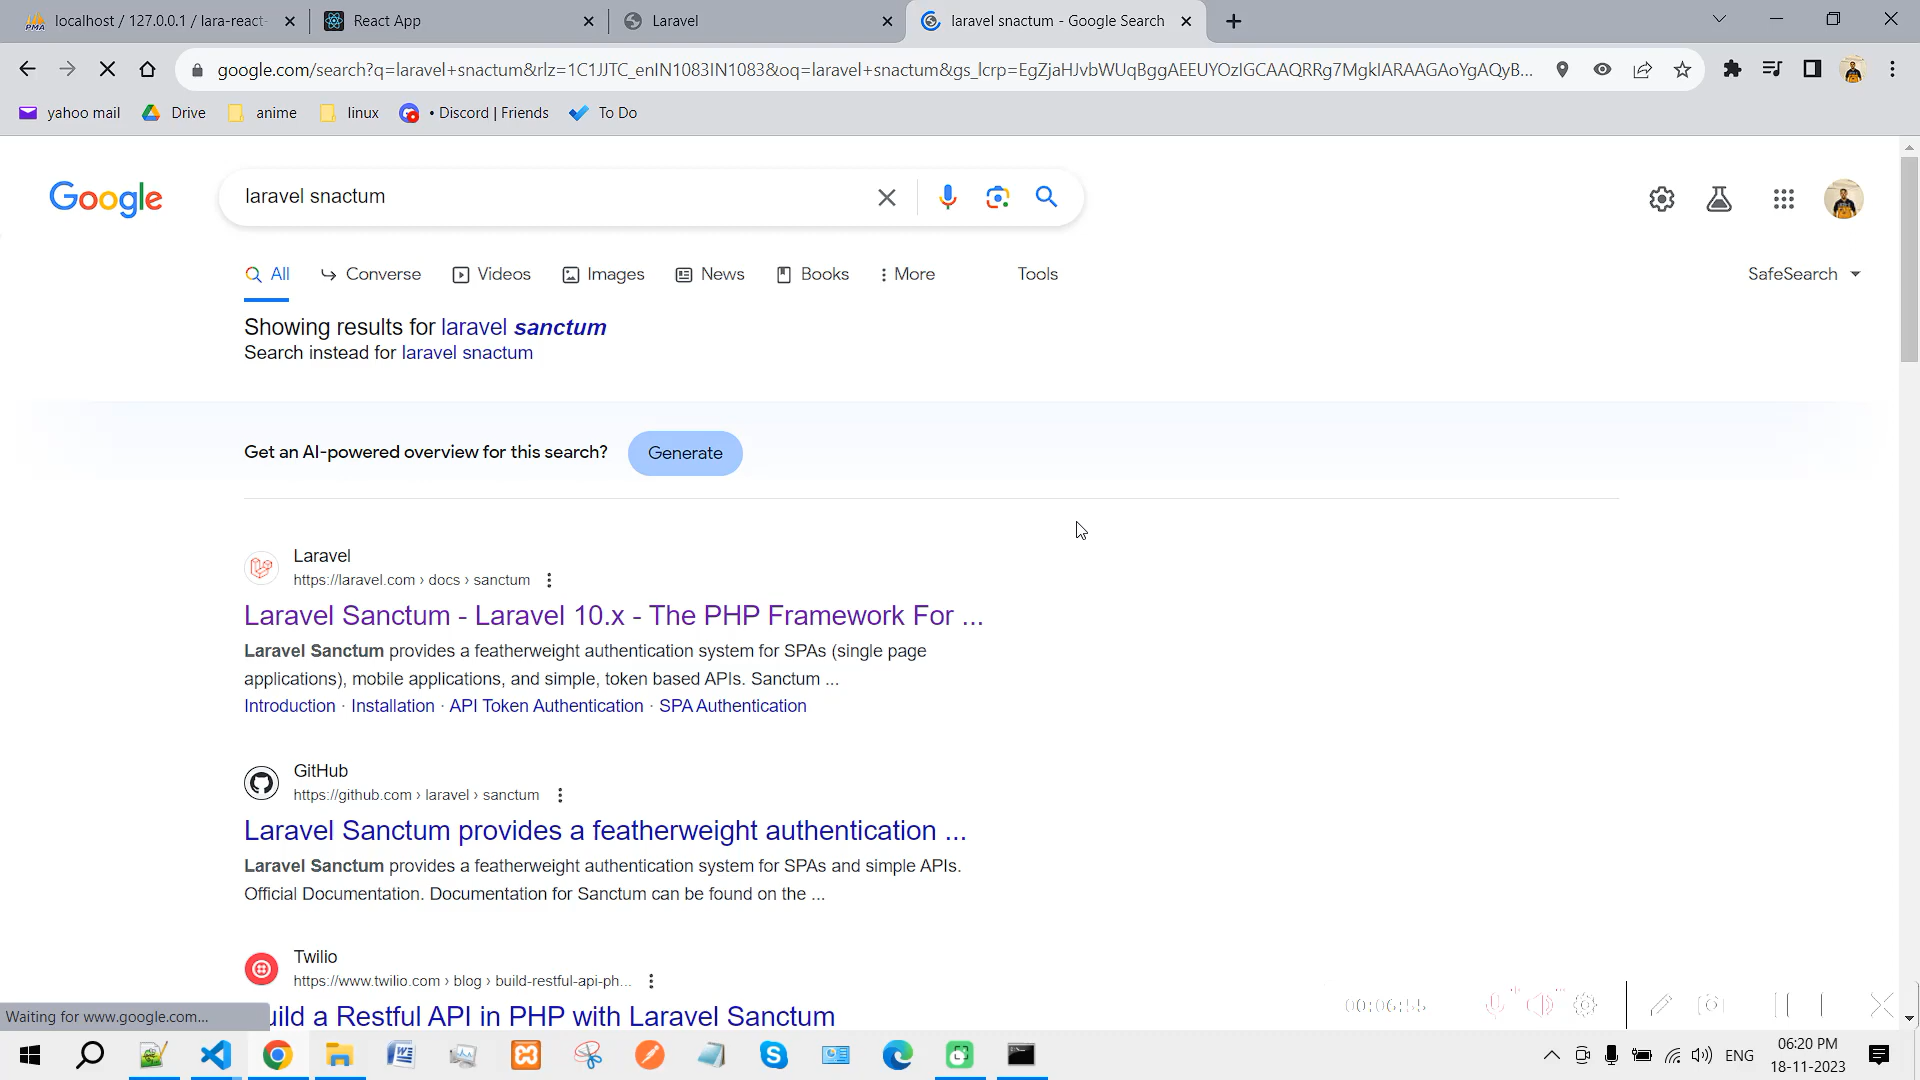 localhost / 127.0.0.1 / lara-react-
React App
Laravel
laravel snactum - Google Search
google.com/search?q=laravel+snactum&rlz=1C1JJTC_enIN1083IN1083&oq=laravel+snactum&gs_lcrp=EgZjaHJvbWUqBggAEEUYOzIGCAAQRRg7MgkIARAAGAoYgAQyB...
yahoo mail
Drive
anime
linux
• Discord | Friends
To Do
Google
laravel snactum
All
Converse
Videos
Images
News
Books
More
Tools
SafeSearch
Showing results for laravel sanctum
Search instead for laravel snactum
Get an AI-powered overview for this search?
Generate
Laravel
https://laravel.com › docs › sanctum
Laravel Sanctum - Laravel 10.x - The PHP Framework For ...
Laravel Sanctum provides a featherweight authentication system for SPAs (single page
applications), mobile applications, and simple, token based APIs. Sanctum ...
Introduction · Installation · API Token Authentication · SPA Authentication
GitHub
https://github.com › laravel › sanctum
Laravel Sanctum provides a featherweight authentication ...
Laravel Sanctum provides a featherweight authentication system for SPAs and simple APIs.
Official Documentation. Documentation for Sanctum can be found on the ...
Twilio
https://www.twilio.com › blog › build-restful-api-ph...
uild a Restful API in PHP with Laravel Sanctum
Waiting for www.google.com...
00:06:55
ENG
06:20 PM
18-11-2023